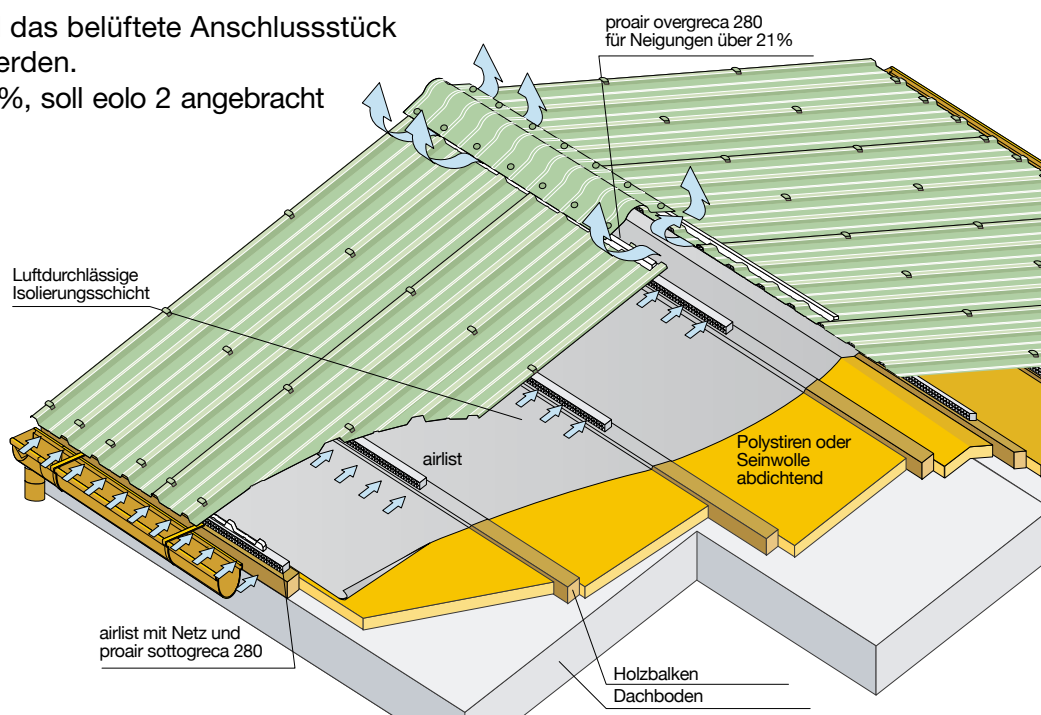 das belüftete Anschlussstück
erden.
%, soll eolo 2 angebracht
proair overgreca 280
für Neigungen über 21%
Luftdurchlässige
Isolierungsschicht
airlist
Polystiren oder
Seinwolle
abdichtend
airlist mit Netz und
proair sottogreca 280
Holzbalken
Dachboden